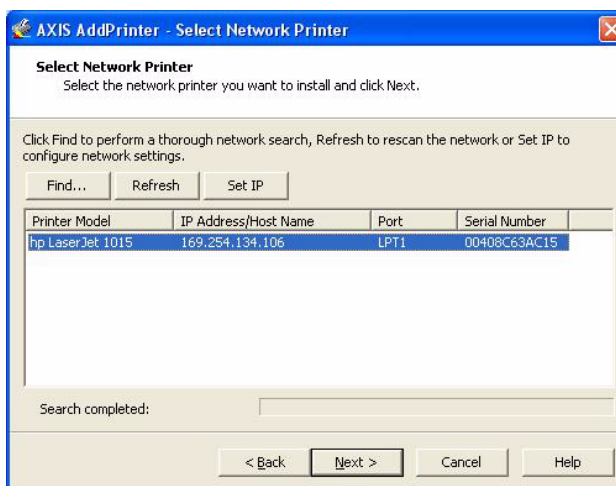 AXIS AddPrinter - Select Network Printer
Select Network Printer
Select the network printer you want to install and click Next.
Click Find to perform a thorough network search, Refresh to rescan the network or Set IP to
configure network settings.
Find... Refresh Set IP
Printer Model IP Address/Host Name Port Serial Number
hp LaserJet 1015 169.254.134.106 LPT1 00408C63AC15
Search completed:
< Back Next > Cancel Help